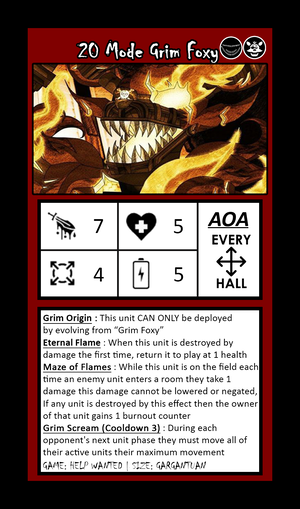 20 Mode Grim Foxy
7
5
AOA
EVERY
HALL
4
5
Grim Origin : This unit CAN ONLY be deployed
by evolving from “Grim Foxy”
Eternal Flame : When this unit is destroyed by
damage the first time, return it to play at 1 health
Maze of Flames : While this unit is on the field each
time an enemy unit enters a room they take 1
damage this damage cannot be lowered or negated,
If any unit is destroyed by this effect then the owner
of that unit gains 1 burnout counter
Grim Scream (Cooldown 3) : During each
opponent's next unit phase they must move all of
their active units their maximum movement
GAME: HELP WANTED | SIZE: GARGANTUAN